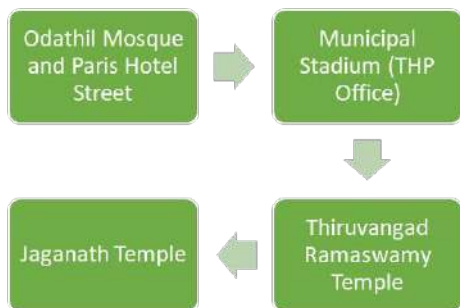 Odathil Mosque
and Paris Hotel
Street
Municipal
Stadium (THP
Office)
Thiruvangad
Ramaswamy
Temple
Jaganath Temple